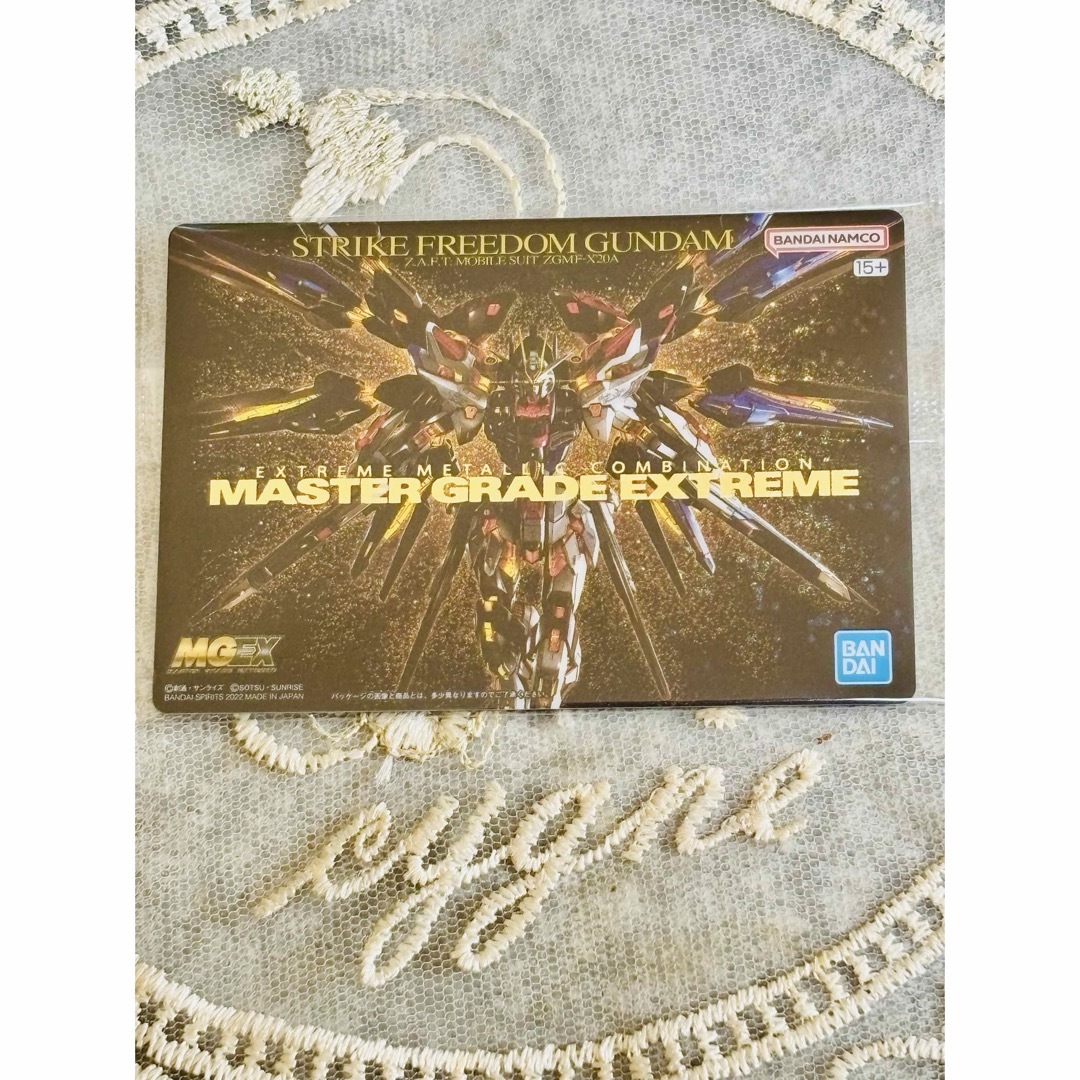 STRIKE FREEDOM GUNDAM
Z.A.F.T. MOBILE SUIT ZGMF-X20A
BANDAI NAMCO
15+
"EXTREME METALLIC COMBINATION"
MASTER GRADE EXTREME
MGEX
©創通・サンライズ ©SOTSU・SUNRISE
BANDAI SPIRITS 2022 MADE IN JAPAN
パッケージの画像と商品とは、多少異なりますのでご了承ください。
BAN
DAI
cygne